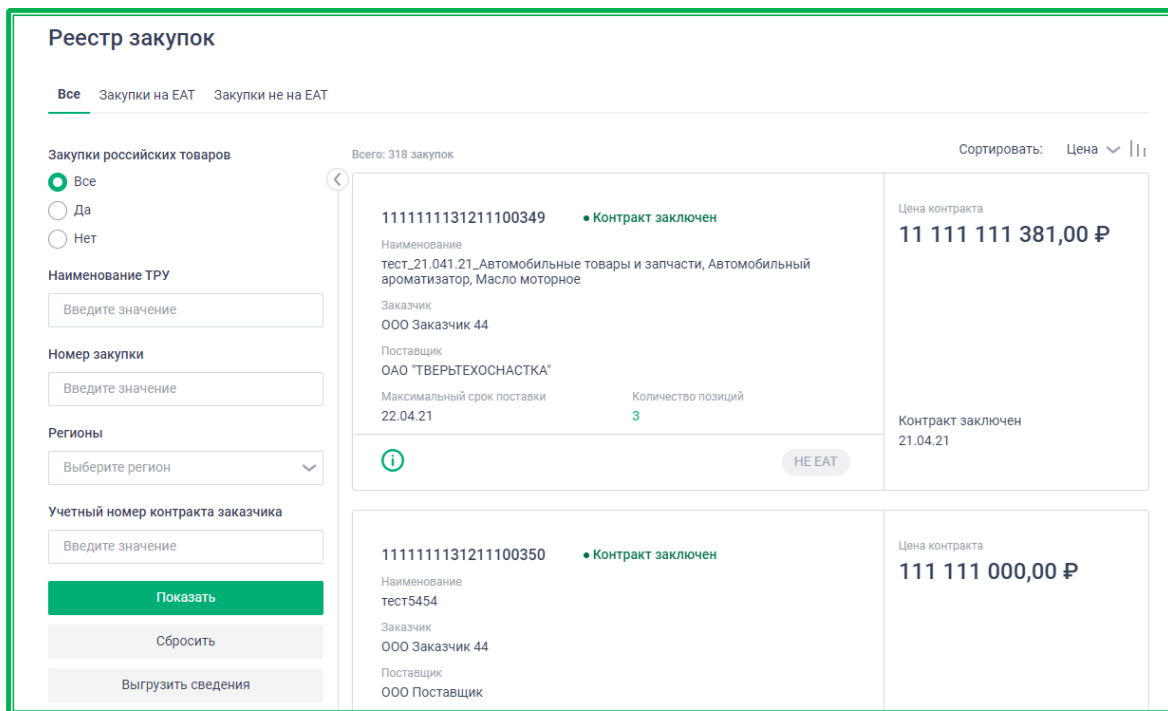 Реестр закупок
Все Закупки на ЕАТ Закупки не на ЕАТ
Закупки российских товаров
Все
Да
Нет
Наименование ТРУ
Введите значение
Номер закупки
Введите значение
Регионы
Выберите регион
Учетный номер контракта заказчика
Введите значение
Показать
Сбросить
Выгрузить сведения
Всего: 318 закупок
Сортировать: Цена
1111111131211100349 • Контракт заключен
Наименование
тест_21.041.21_Автомобильные товары и запчасти, Автомобильный
ароматизатор, Масло моторное
Заказчик
ООО Заказчик 44
Поставщик
ОАО "ТВЕРЬТЕХОСНАСТКА"
Максимальный срок поставки Количество позиций
22.04.21 3
НЕ ЕАТ
Цена контракта
11 111 111 381,00 ₽
Контракт заключен
21.04.21
1111111131211100350 • Контракт заключен
Наименование
тест5454
Заказчик
ООО Заказчик 44
Поставщик
ООО Поставщик
Цена контракта
111 111 000,00 ₽